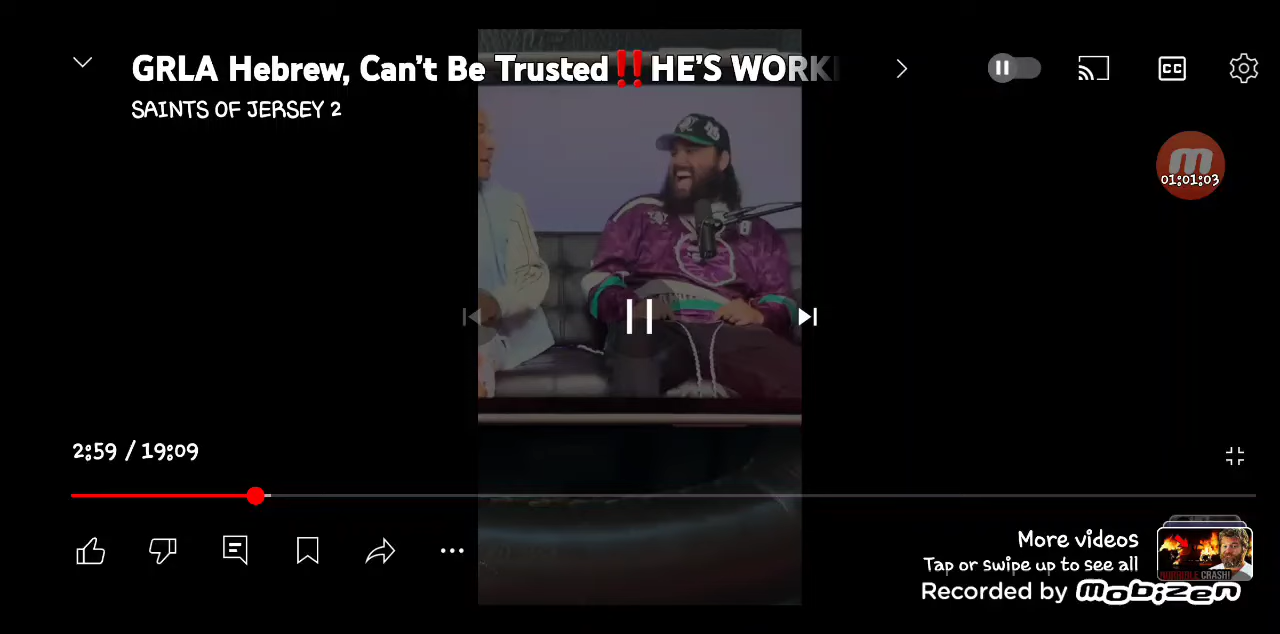 GRLA Hebrew, Can't Be Trusted‼️HE'S WORK
SAINTS OF JERSEY 2
CC
01:01:03
2:59 / 19:09
More videos
Tap or swipe up to see all
Recorded by mobizen